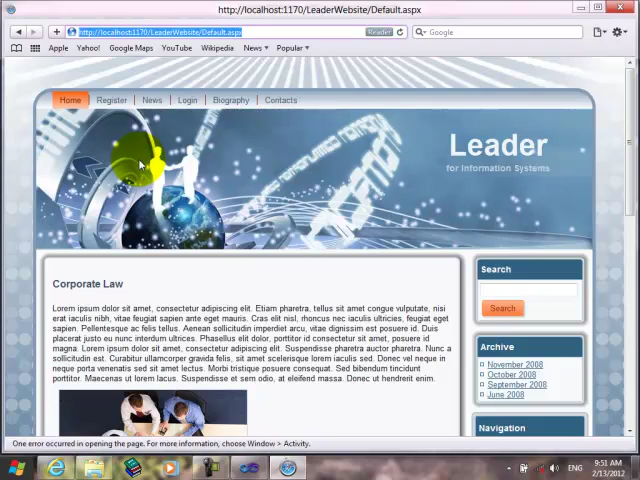 http://localhost:1170/LeaderWebsite/Default.aspx
http://localhost:1170/LeaderWebsite/Default.aspx
Reader
Google
Apple Yahoo! Google Maps YouTube Wikipedia News Popular
Home Register News Login Biography Contacts
Leader
for Information Systems
Corporate Law
Lorem ipsum dolor sit amet, consectetur adipiscing elit. Etiam pharetra, tellus sit amet congue vulputate, nisi
erat iaculis nibh, vitae feugiat sapien ante eget mauris. Cras elit nisl, rhoncus nec iaculis ultricies, feugiat eget
sapien. Pellentesque ac felis tellus. Aenean sollicitudin imperdiet arcu, vitae dignissim est posuere id. Duis
placerat justo eu nunc interdum ultrices. Phasellus elit dolor, porttitor id consectetur sit amet, posuere id
magna. Lorem ipsum dolor sit amet, consectetur adipiscing elit. Suspendisse pharetra auctor pharetra. Nunc a
sollicitudin est. Curabitur ullamcorper gravida felis, sit amet scelerisque lorem iaculis sed. Donec vel neque in
neque porta venenatis sed sit amet lectus. Morbi tristique posuere consequat. Sed bibendum tincidunt
porttitor. Maecenas ut lorem lacus. Suspendisse et sem odio, at eleifend massa. Donec ut hendrerit enim.
Search
Search
Archive
November 2008
October 2008
September 2008
June 2008
Navigation
One error occurred in opening the page. For more information, choose Window > Activity.
ENG
9:51 AM
2/13/2012